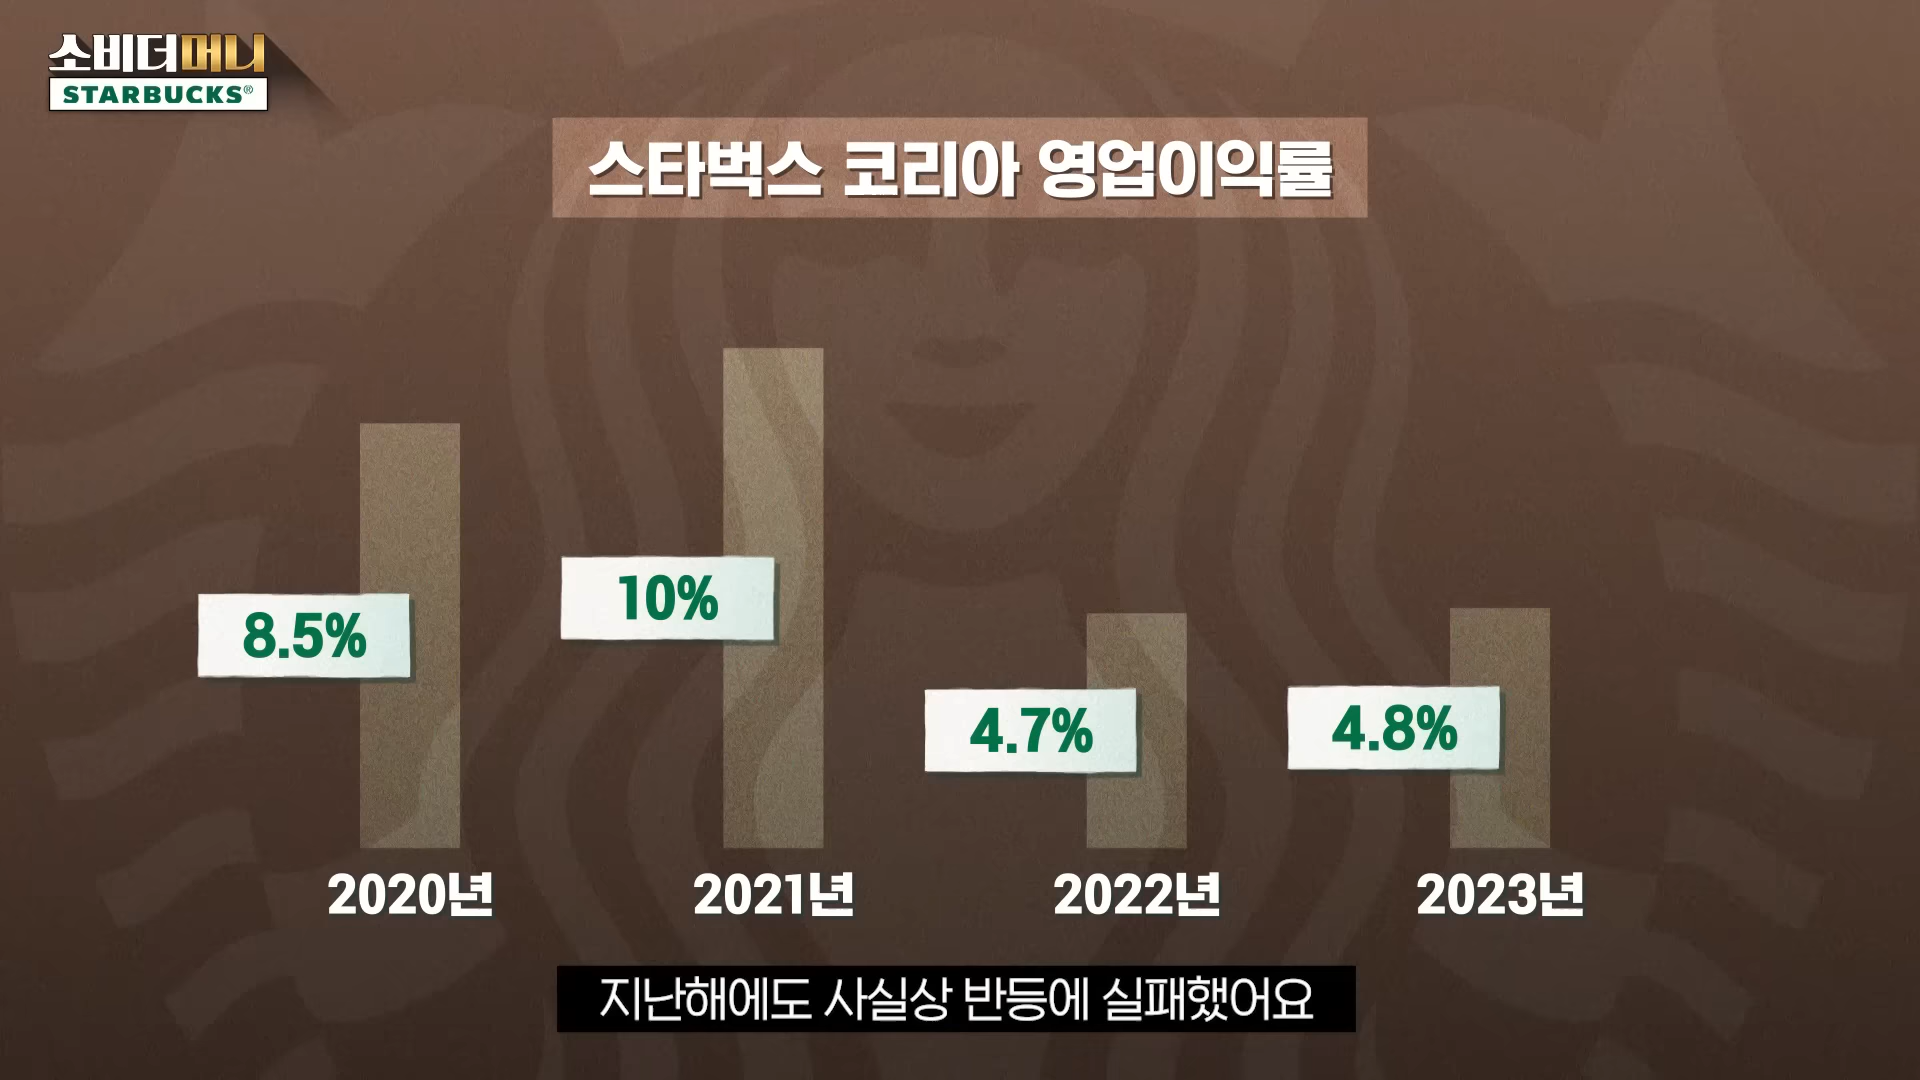 소비더머니
STARBUCKS®
스타벅스 코리아 영업이익률
8.5%
10%
4.7%
4.8%
2020년
2021년
2022년
2023년
지난해에도 사실상 반등에 실패했어요